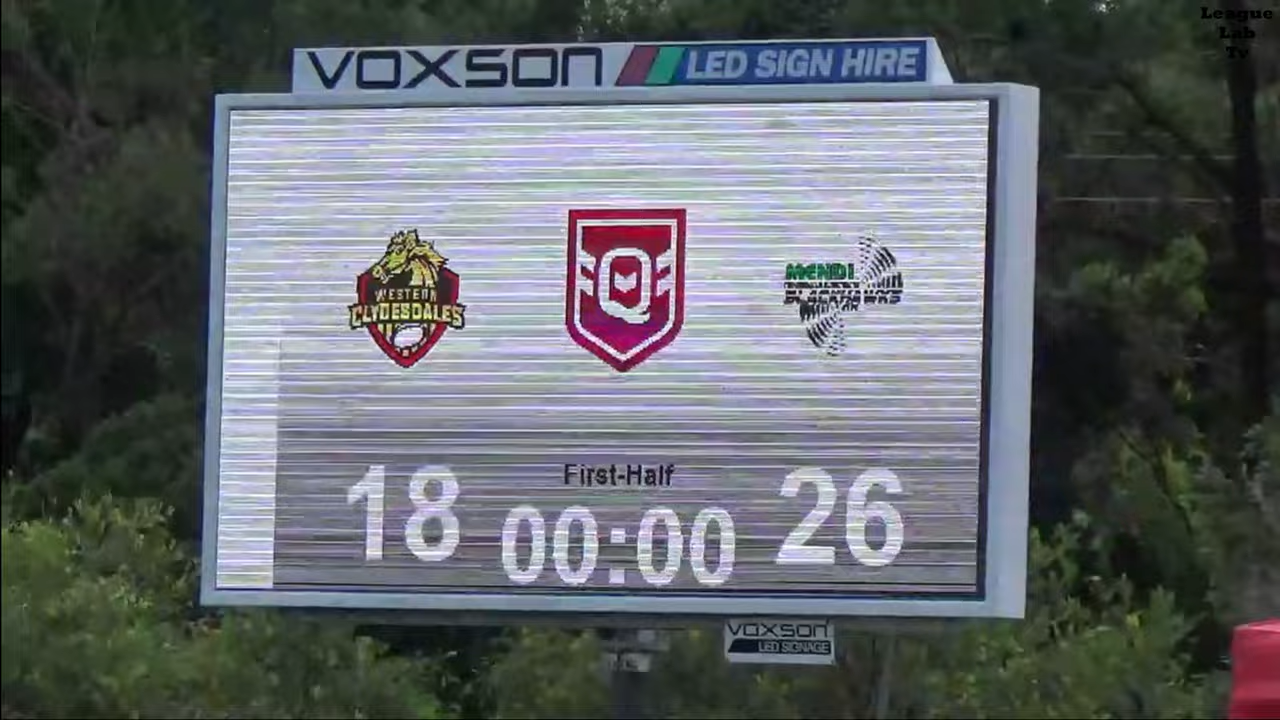 League
Lab
Tv
VOXSON LED SIGN HIRE
WESTERN
CLYDESDALES
Q
MENDI
BLACKHAWKS
First-Half
18 00:00 26
VOXSON
LED SIGNAGE